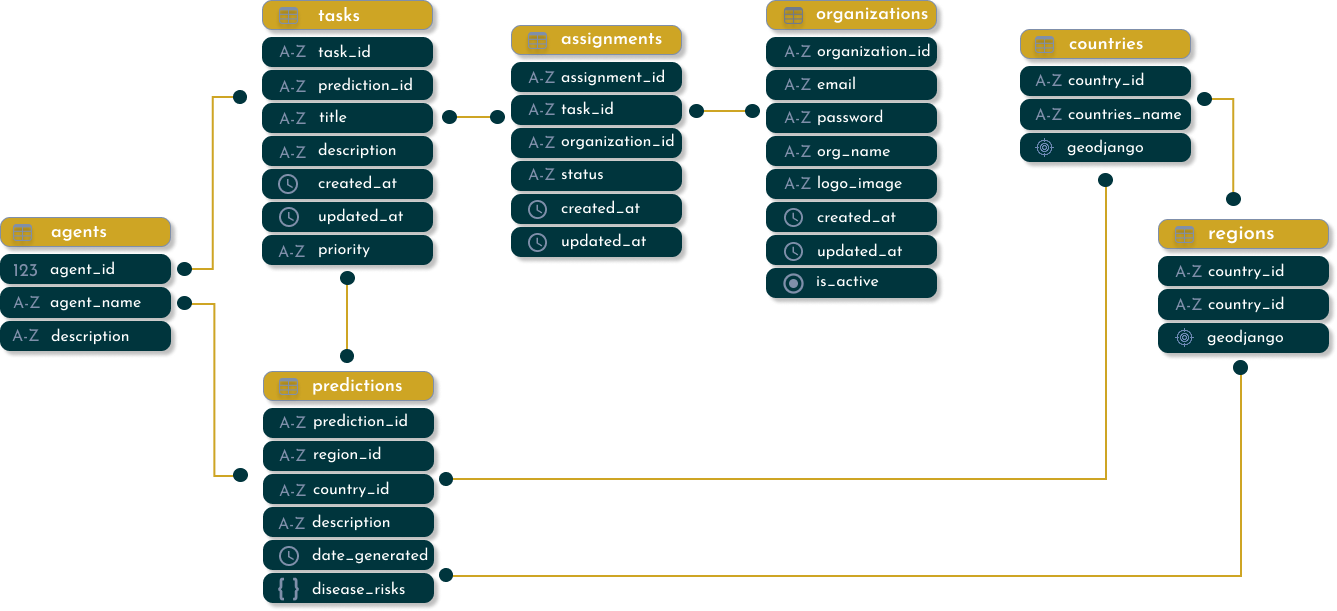 tasks
A-Z task_id
A-Z prediction_id
A-Z title
A-Z description
created_at
updated_at
A-Z priority
assignments
A-Z assignment_id
A-Z task_id
A-Z organization_id
A-Z status
created_at
updated_at
organizations
A-Z organization_id
A-Z email
A-Z password
A-Z org_name
A-Z logo_image
created_at
updated_at
is_active
countries
A-Z country_id
A-Z countries_name
geodjango
agents
123 agent_id
A-Z agent_name
A-Z description
regions
A-Z country_id
A-Z country_id
geodjango
predictions
A-Z prediction_id
A-Z region_id
A-Z country_id
A-Z description
date_generated
{ } disease_risks